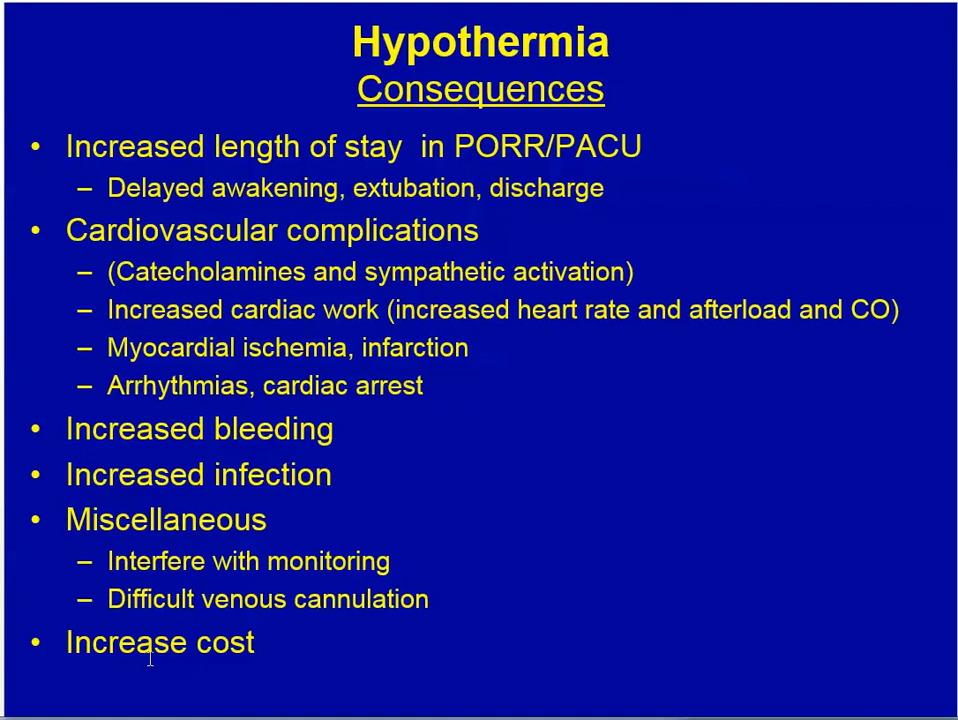 Hypothermia
Consequences
• Increased length of stay in PORR/PACU
– Delayed awakening, extubation, discharge
• Cardiovascular complications
– (Catecholamines and sympathetic activation)
– Increased cardiac work (increased heart rate and afterload and CO)
– Myocardial ischemia, infarction
– Arrhythmias, cardiac arrest
• Increased bleeding
• Increased infection
• Miscellaneous
– Interfere with monitoring
– Difficult venous cannulation
• Increase cost